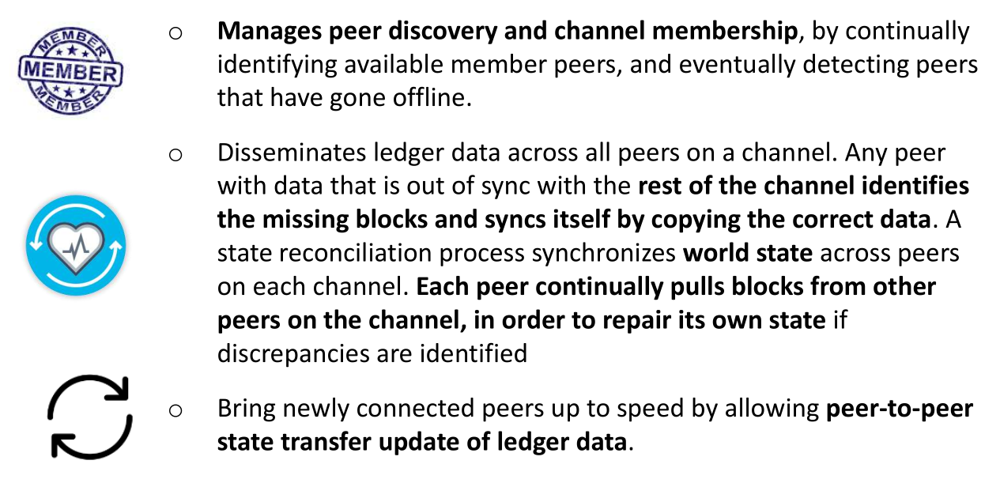 MEMBER
MEMBER
MEMBER
○ Manages peer discovery and channel membership, by continually
identifying available member peers, and eventually detecting peers
that have gone offline.
○ Disseminates ledger data across all peers on a channel. Any peer
with data that is out of sync with the rest of the channel identifies
the missing blocks and syncs itself by copying the correct data. A
state reconciliation process synchronizes world state across peers
on each channel. Each peer continually pulls blocks from other
peers on the channel, in order to repair its own state if
discrepancies are identified
○ Bring newly connected peers up to speed by allowing peer-to-peer
state transfer update of ledger data.